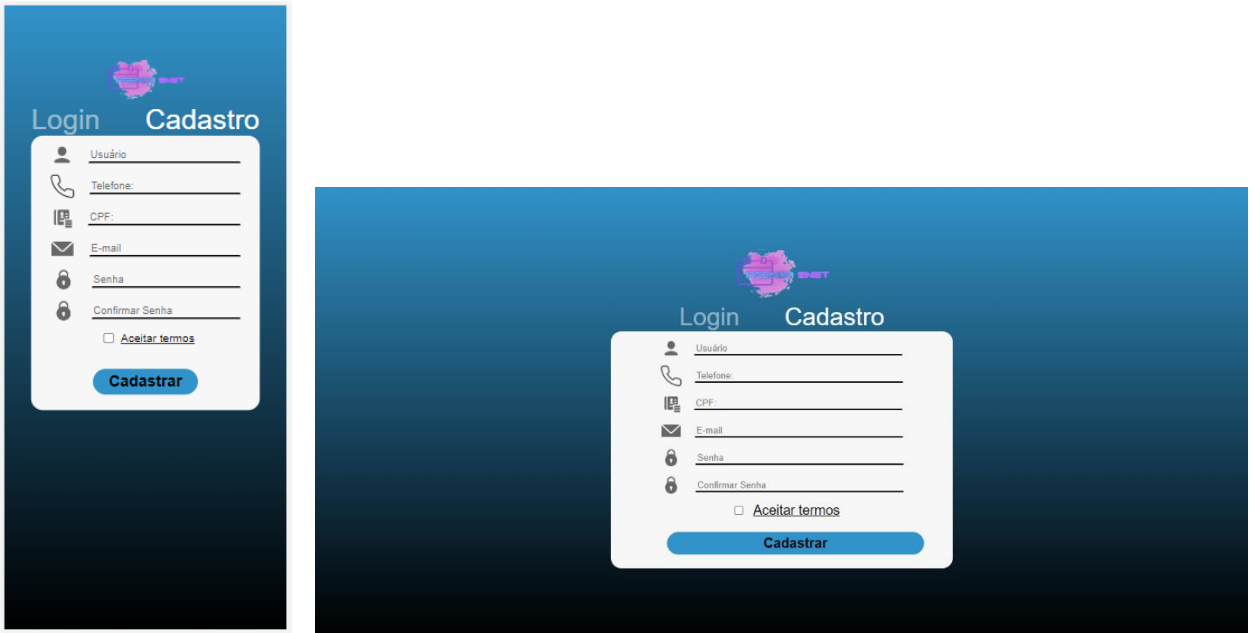 Login Cadastro
Usuário
Telefone:
CPF:
E-mail
Senha
Confirmar Senha
Aceitar termos
Cadastrar
Login Cadastro
Usuário
Telefone:
CPF:
E-mail
Senha
Confirmar Senha
Aceitar termos
Cadastrar